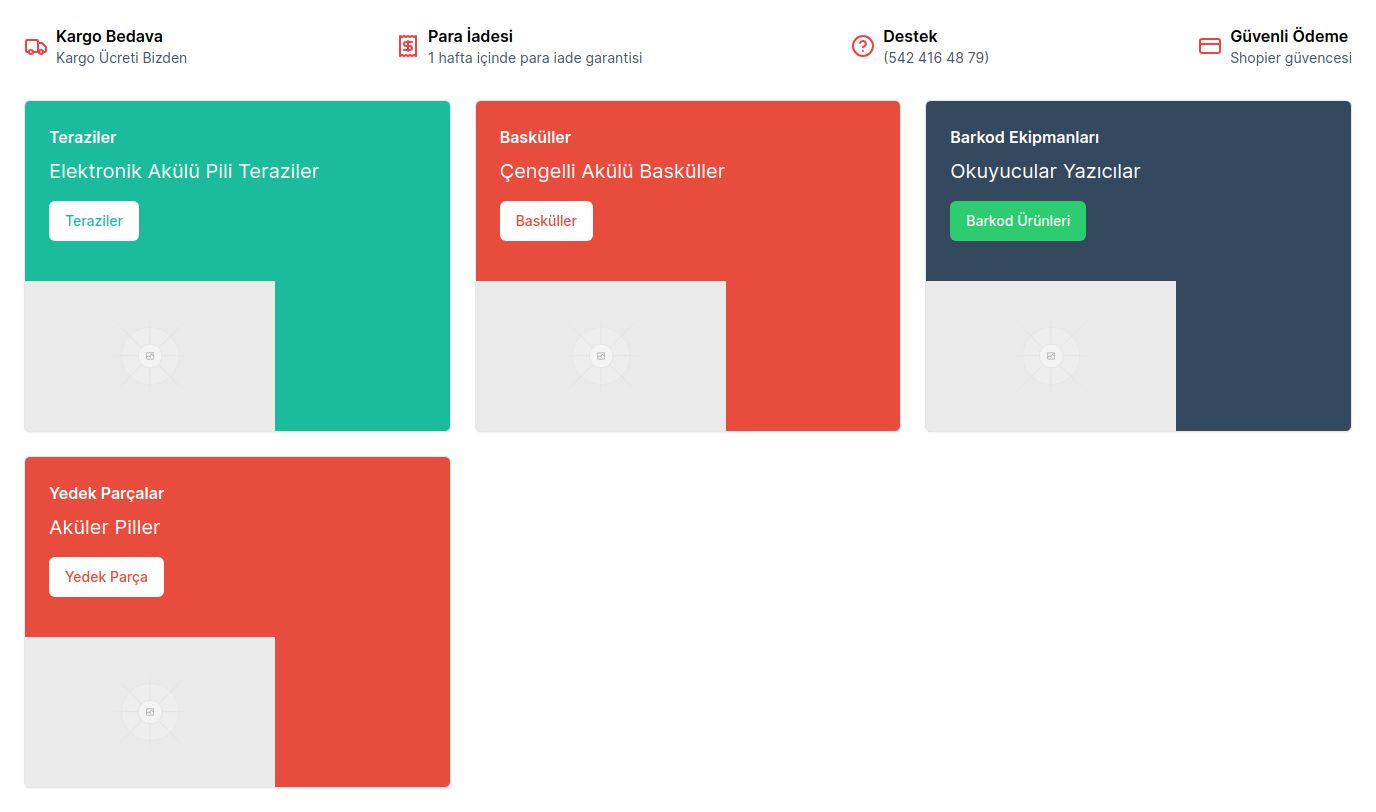 Kargo Bedava
Kargo Ücreti Bizden
Para İadesi
1 hafta içinde para iade garantisi
Destek
(542 416 48 79)
Güvenli Ödeme
Shopier güvencesi
Teraziler
Elektronik Akülü Pili Teraziler
Teraziler
Basküller
Çengelli Akülü Basküller
Basküller
Barkod Ekipmanları
Okuyucular Yazıcılar
Barkod Ürünleri
Yedek Parçalar
Aküler Piller
Yedek Parça